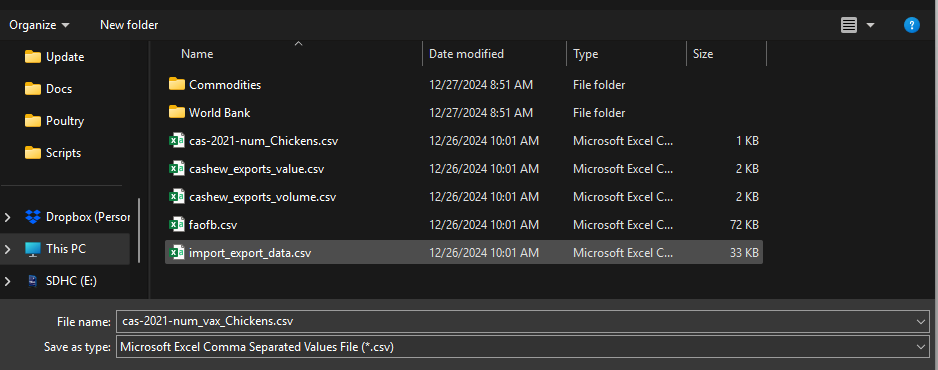 Organize New folder
Name Date modified Type Size
Update
Docs
Poultry
Scripts
Dropbox (Person
This PC
SDHC (E:)
Commodities 12/27/2024 8:51 AM File folder
World Bank 12/27/2024 8:51 AM File folder
cas-2021-num_Chickens.csv 12/26/2024 10:01 AM Microsoft Excel C... 1 KB
cashew_exports_value.csv 12/26/2024 10:01 AM Microsoft Excel C... 2 KB
cashew_exports_volume.csv 12/26/2024 10:01 AM Microsoft Excel C... 2 KB
faofb.csv 12/26/2024 10:01 AM Microsoft Excel C... 72 KB
import_export_data.csv 12/26/2024 10:01 AM Microsoft Excel C... 33 KB
File name: cas-2021-num_vax_Chickens.csv
Save as type: Microsoft Excel Comma Separated Values File (*.csv)